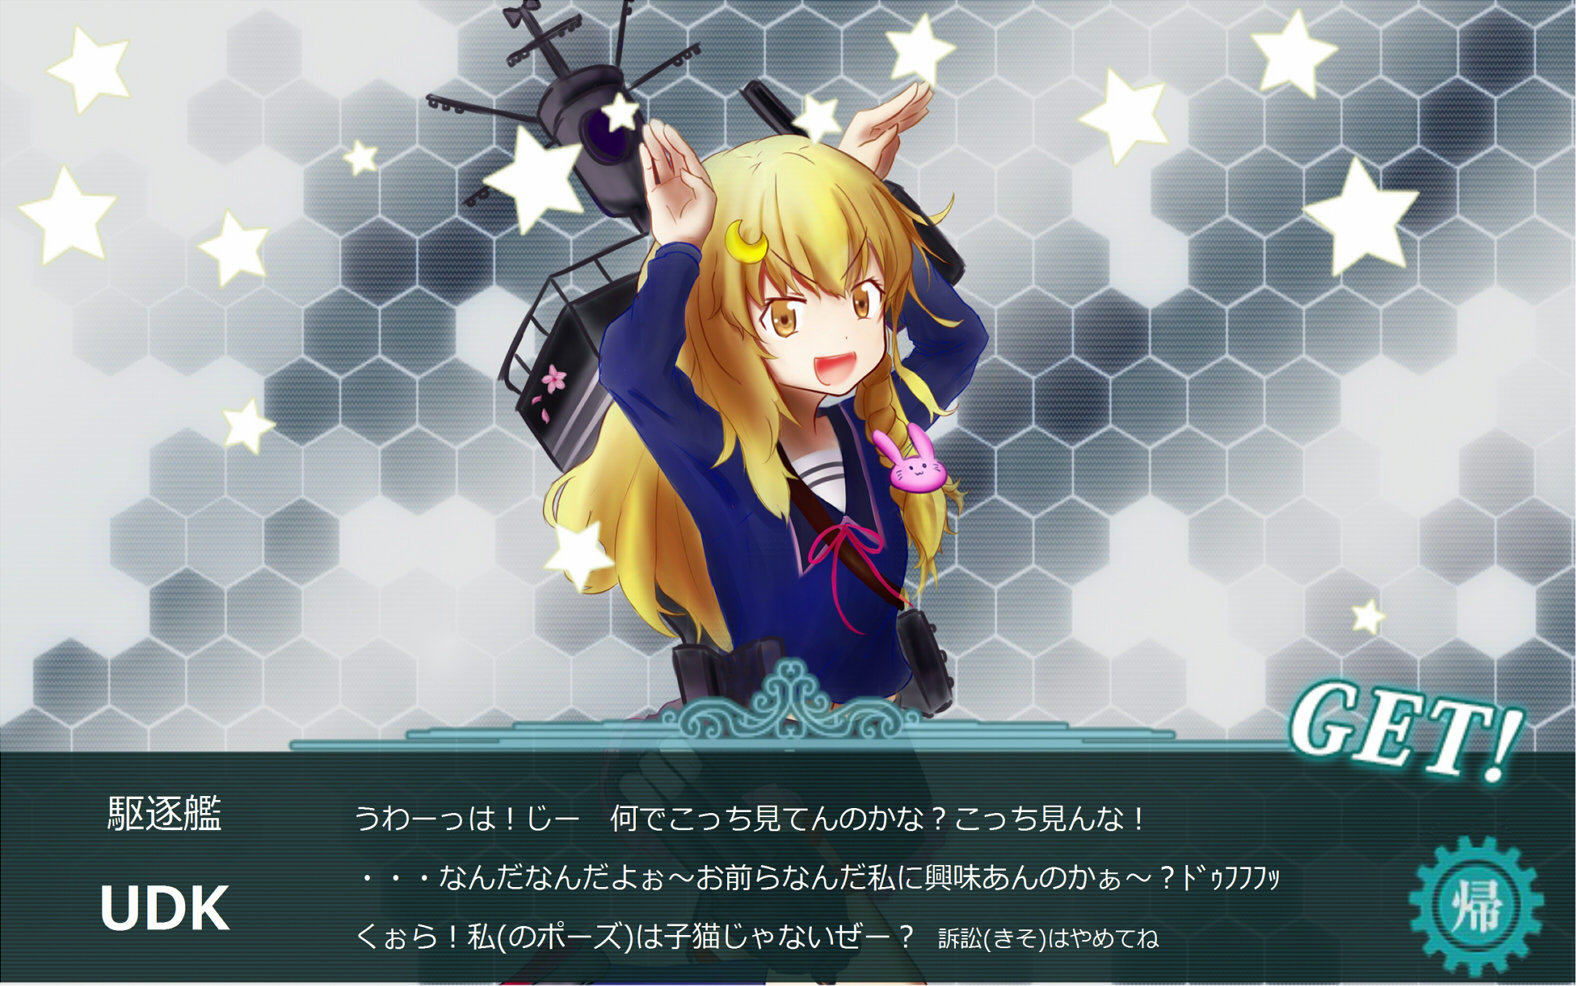 GET!
駆逐艦
UDK
うわーっは！じー　何でこっち見てんのかな？こっち見んな！
・・・なんだなんだよぉ～お前らなんだ私に興味あんのかぁ～？ﾄﾞｩﾌﾌﾌｯ
くぉら！私(のポーズ)は子猫じゃないぜー？ 訴訟(きそ)はやめてね
帰